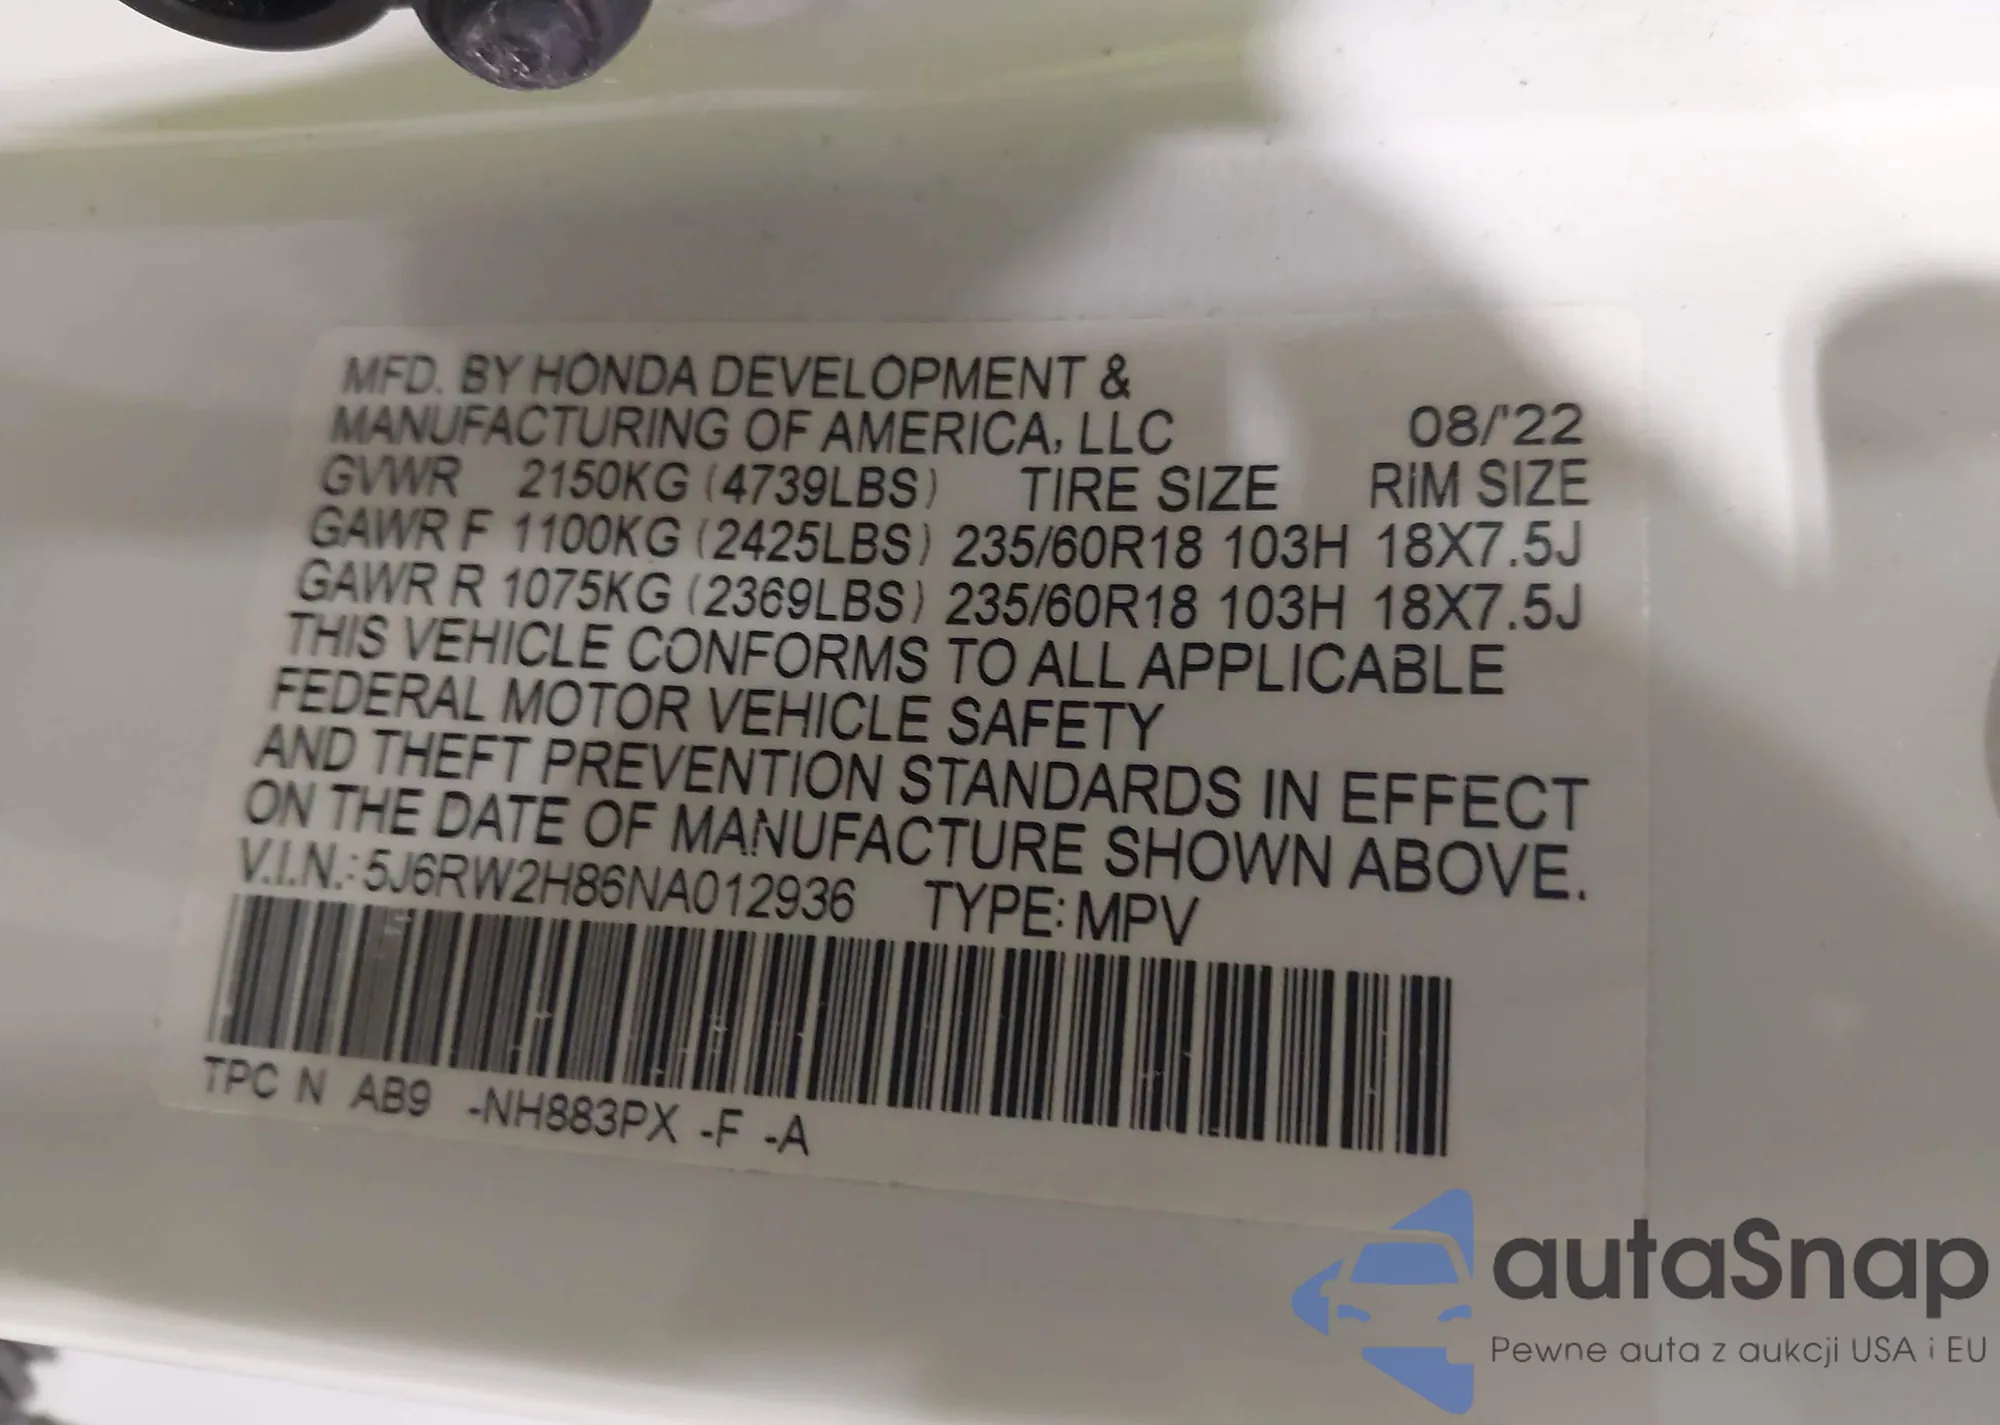 MFD. BY HONDA DEVELOPMENT &
MANUFACTURING OF AMERICA, LLC 08/'22
GVWR 2150KG (4739LBS) TIRE SIZE RIM SIZE
GAWR F 1100KG (2425LBS) 235/60R18 103H 18X7.5J
GAWR R 1075KG (2369LBS) 235/60R18 103H 18X7.5J
THIS VEHICLE CONFORMS TO ALL APPLICABLE
FEDERAL MOTOR VEHICLE SAFETY
AND THEFT PREVENTION STANDARDS IN EFFECT
ON THE DATE OF MANUFACTURE SHOWN ABOVE.
V.I.N.: 5J6RW2H86NA012936 TYPE: MPV
TPC N AB9 -NH883PX -F -A
autaSnap
Pewne auta z aukcji USA i EU